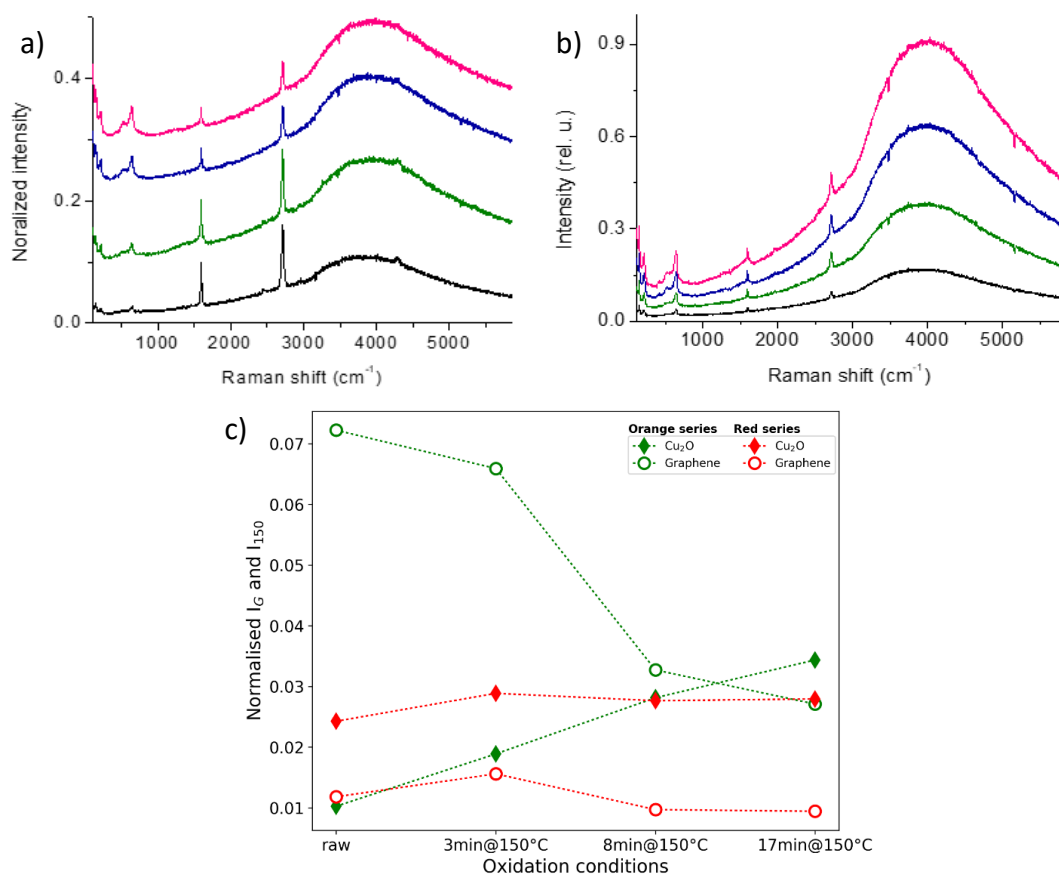 a)
Noralized intensity
0.4
0.2
0.0
1000 2000 3000 4000 5000
Raman shift (cm⁻¹)
b)
Intensity (rel. u.)
0.9
0.6
0.3
0.0
1000 2000 3000 4000 5000
Raman shift (cm⁻¹)
c)
Normalised I_G and I_150
0.07
0.06
0.05
0.04
0.03
0.02
0.01
Orange series Red series
Cu₂O Cu₂O
Graphene Graphene
raw 3min@150°C 8min@150°C 17min@150°C
Oxidation conditions